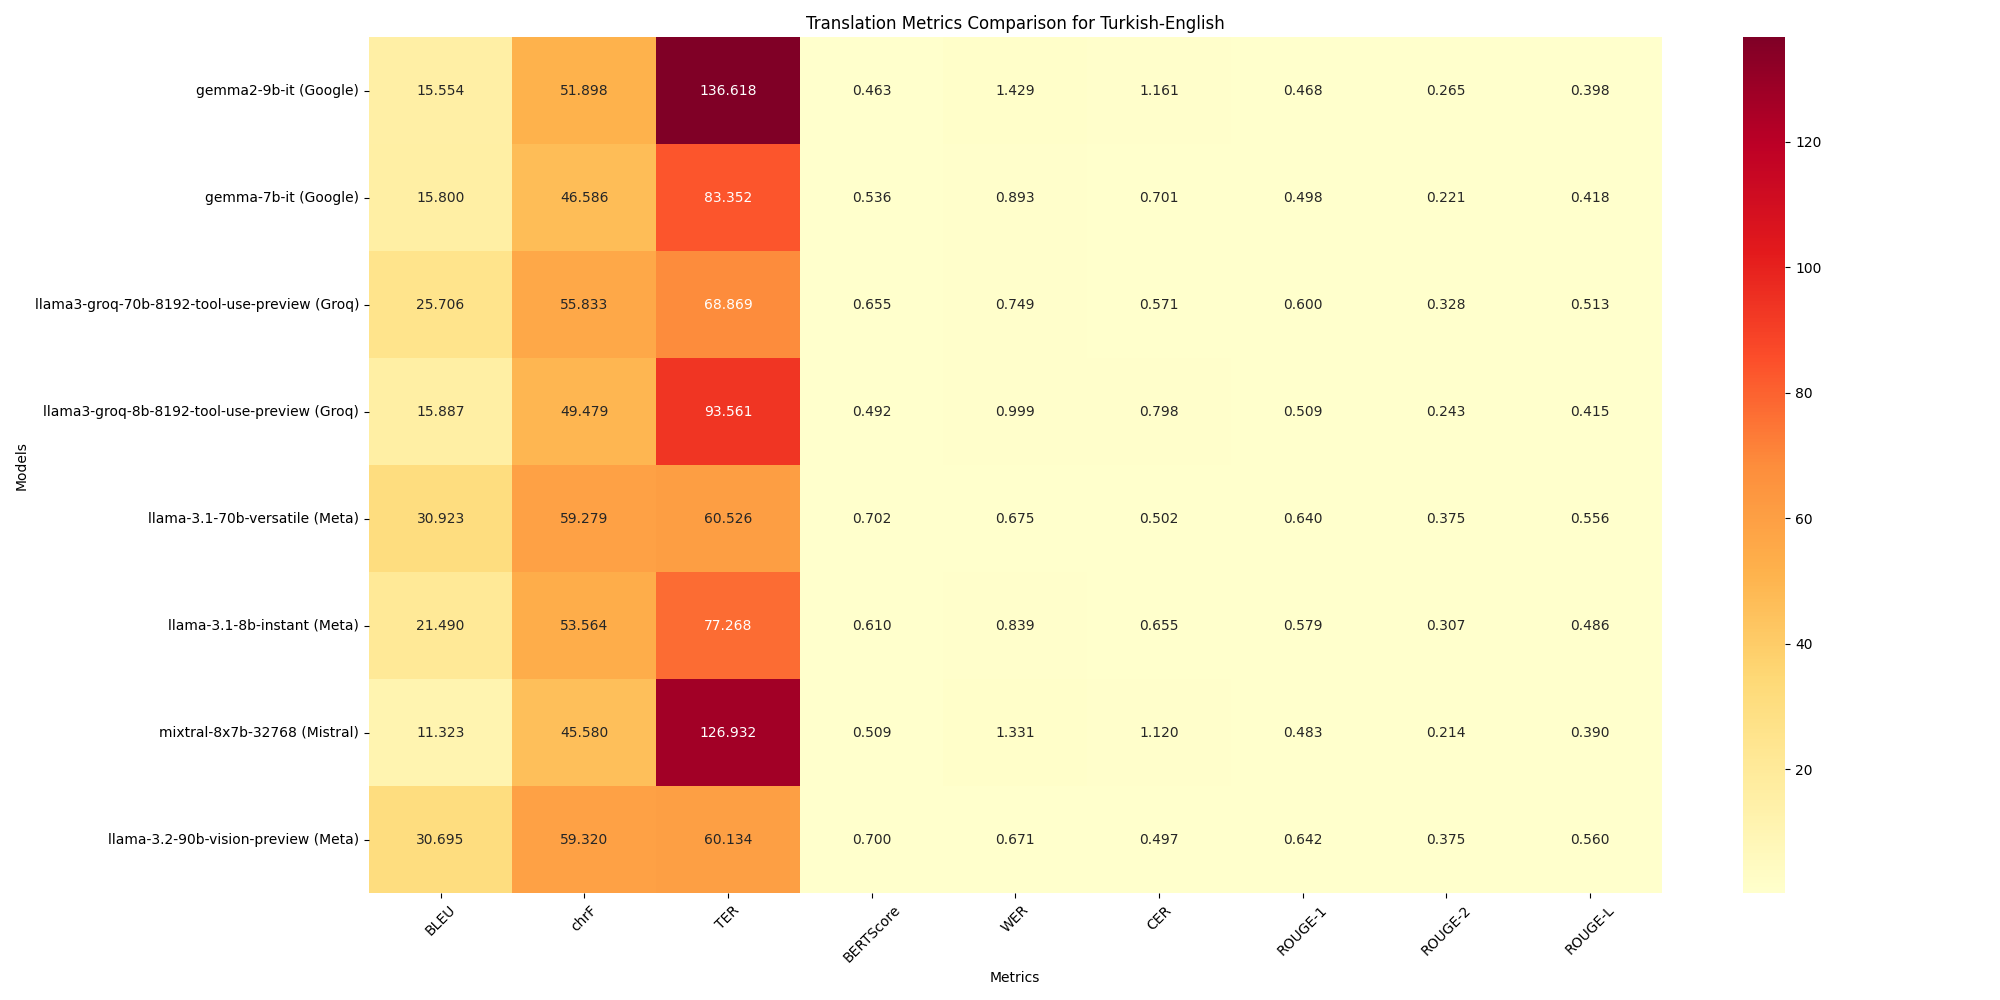 Translation Metrics Comparison for Turkish-English
gemma2-9b-it (Google) 15.554 51.898 136.618 0.463 1.429 1.161 0.468 0.265 0.398
gemma-7b-it (Google) 15.800 46.586 83.352 0.536 0.893 0.701 0.498 0.221 0.418
llama3-groq-70b-8192-tool-use-preview (Groq) 25.706 55.833 68.869 0.655 0.749 0.571 0.600 0.328 0.513
llama3-groq-8b-8192-tool-use-preview (Groq) 15.887 49.479 93.561 0.492 0.999 0.798 0.509 0.243 0.415
llama-3.1-70b-versatile (Meta) 30.923 59.279 60.526 0.702 0.675 0.502 0.640 0.375 0.556
llama-3.1-8b-instant (Meta) 21.490 53.564 77.268 0.610 0.839 0.655 0.579 0.307 0.486
mixtral-8x7b-32768 (Mistral) 11.323 45.580 126.932 0.509 1.331 1.120 0.483 0.214 0.390
llama-3.2-90b-vision-preview (Meta) 30.695 59.320 60.134 0.700 0.671 0.497 0.642 0.375 0.560
Models
BLEU chrF TER BERTScore WER CER ROUGE-1 ROUGE-2 ROUGE-L
Metrics
120
100
80
60
40
20